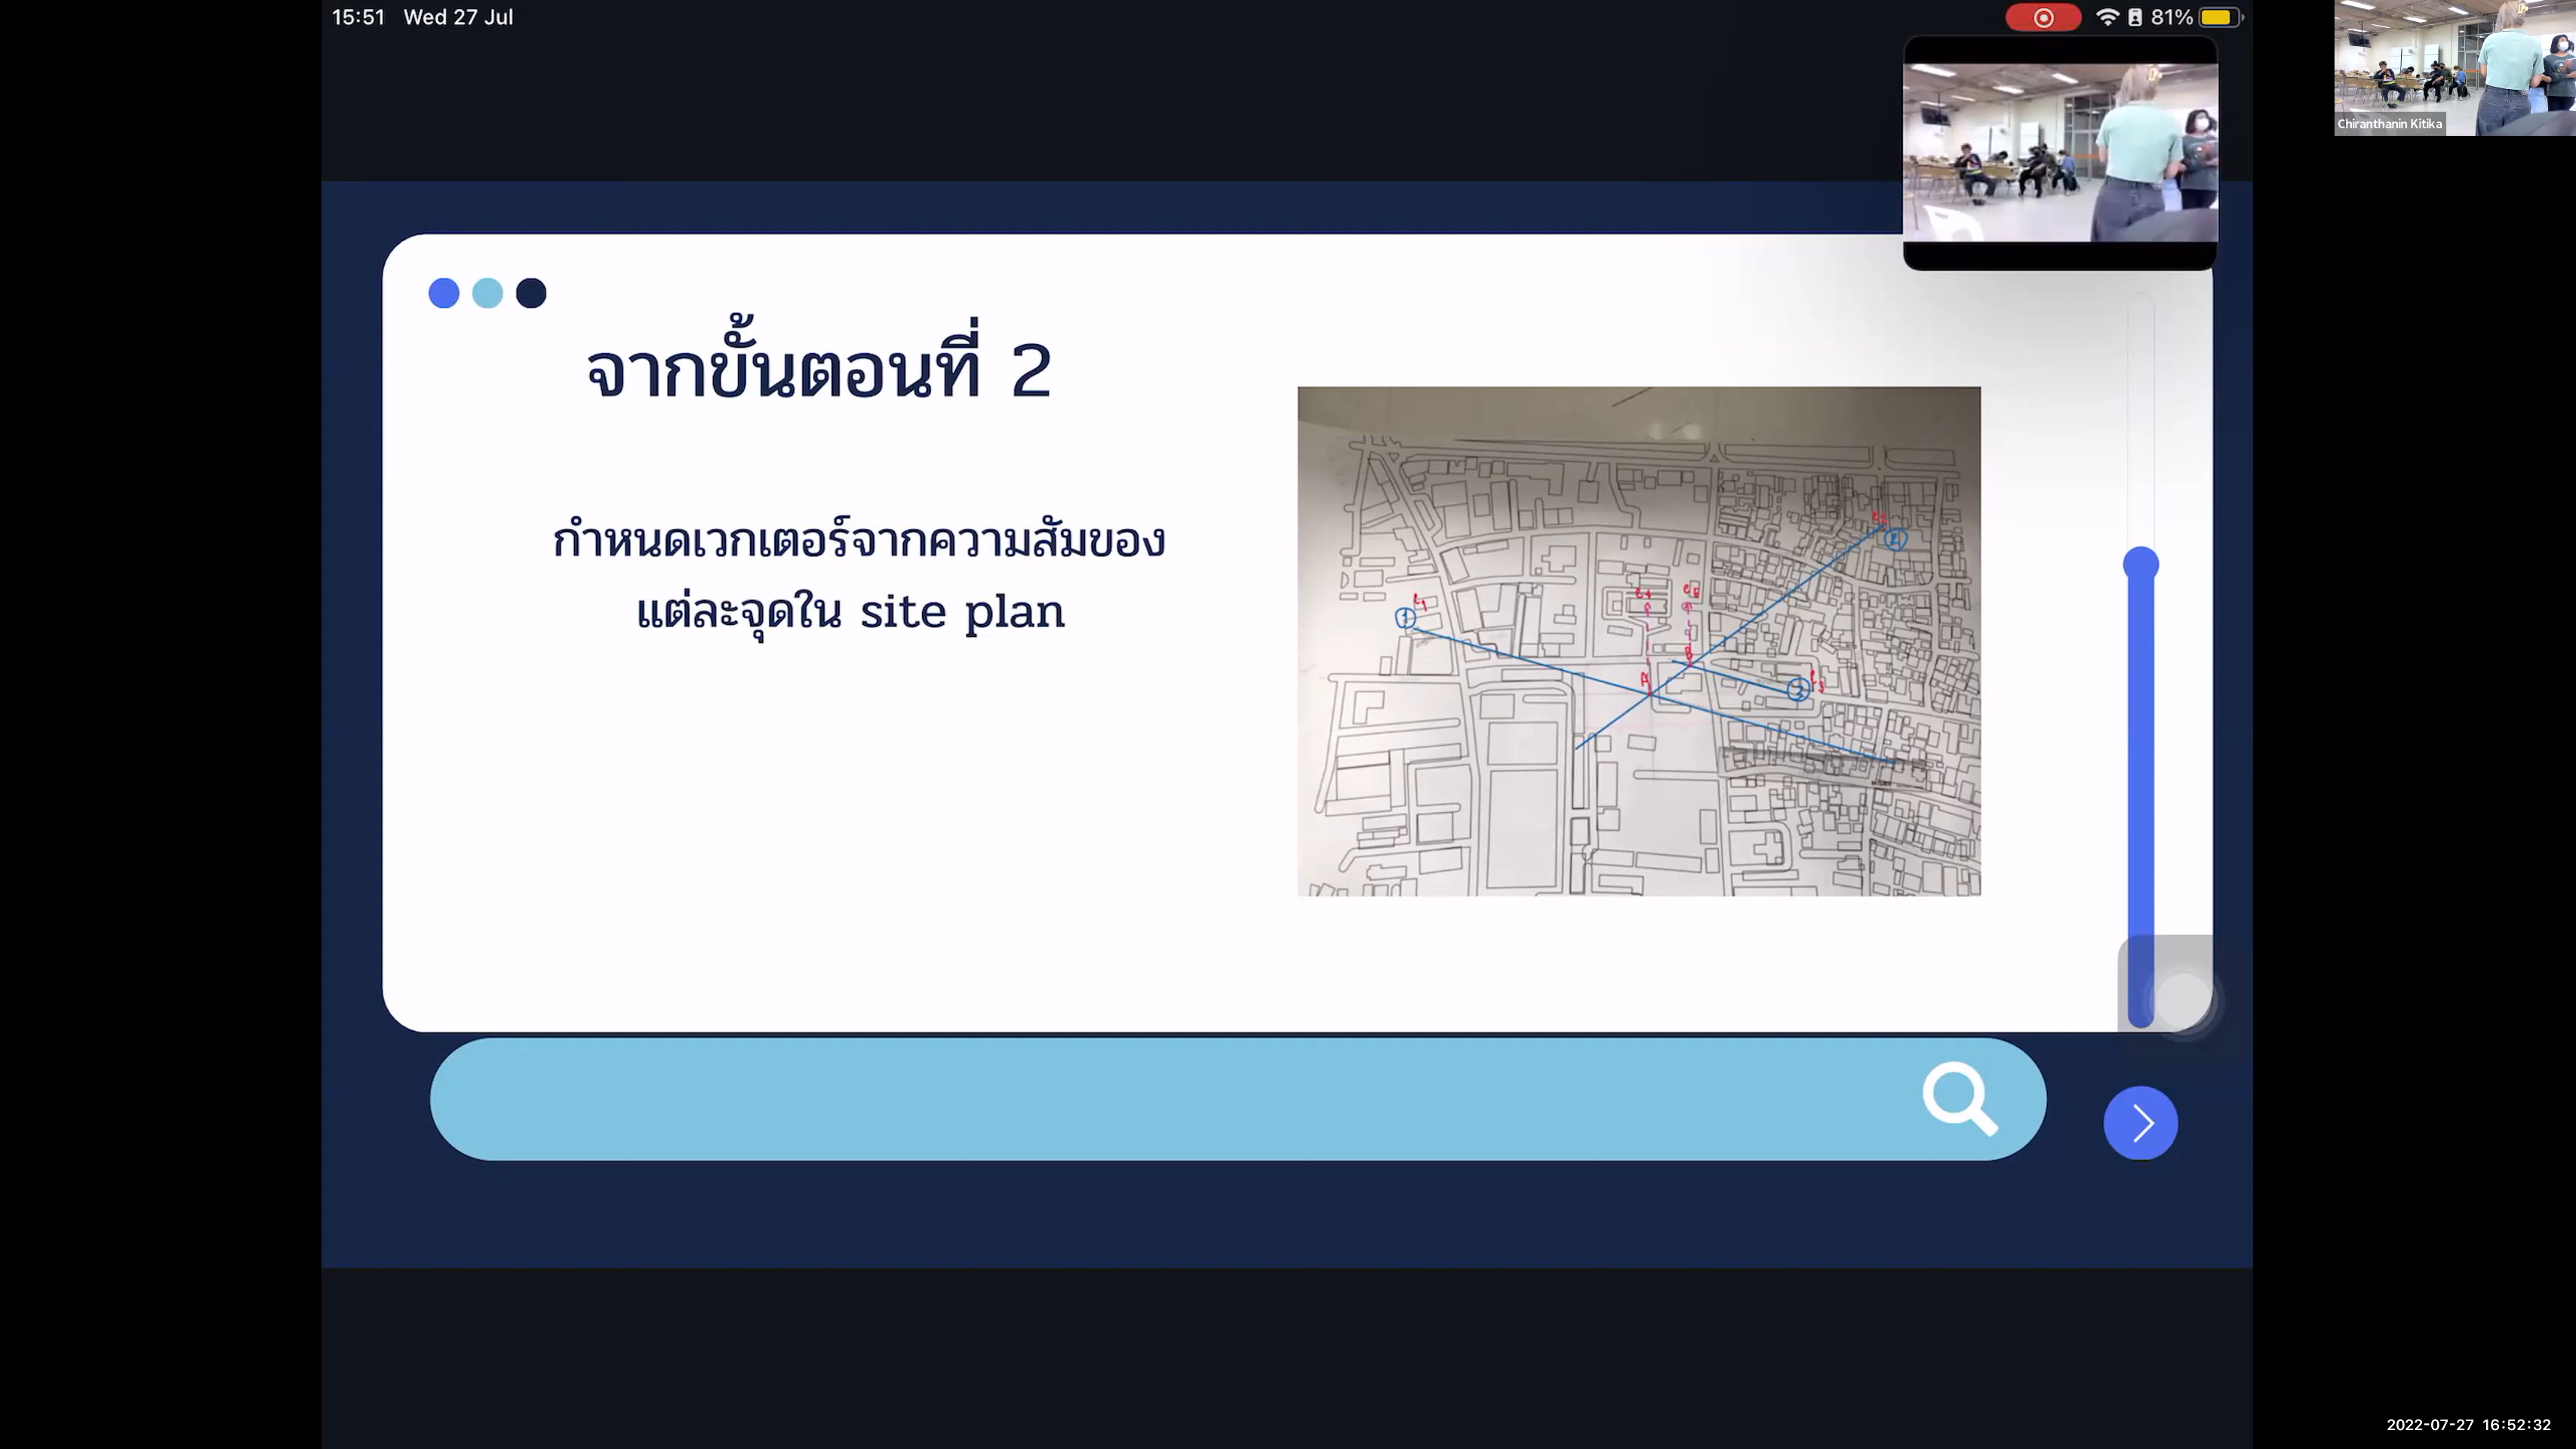 15:51 Wed 27 Jul
81%
Chiranthanin Kitika
จากขั้นตอนที่ 2
กำหนดเวกเตอร์จากความสัมของ
แต่ละจุดใน site plan
1
2
A
B
3
2022-07-27 16:52:32